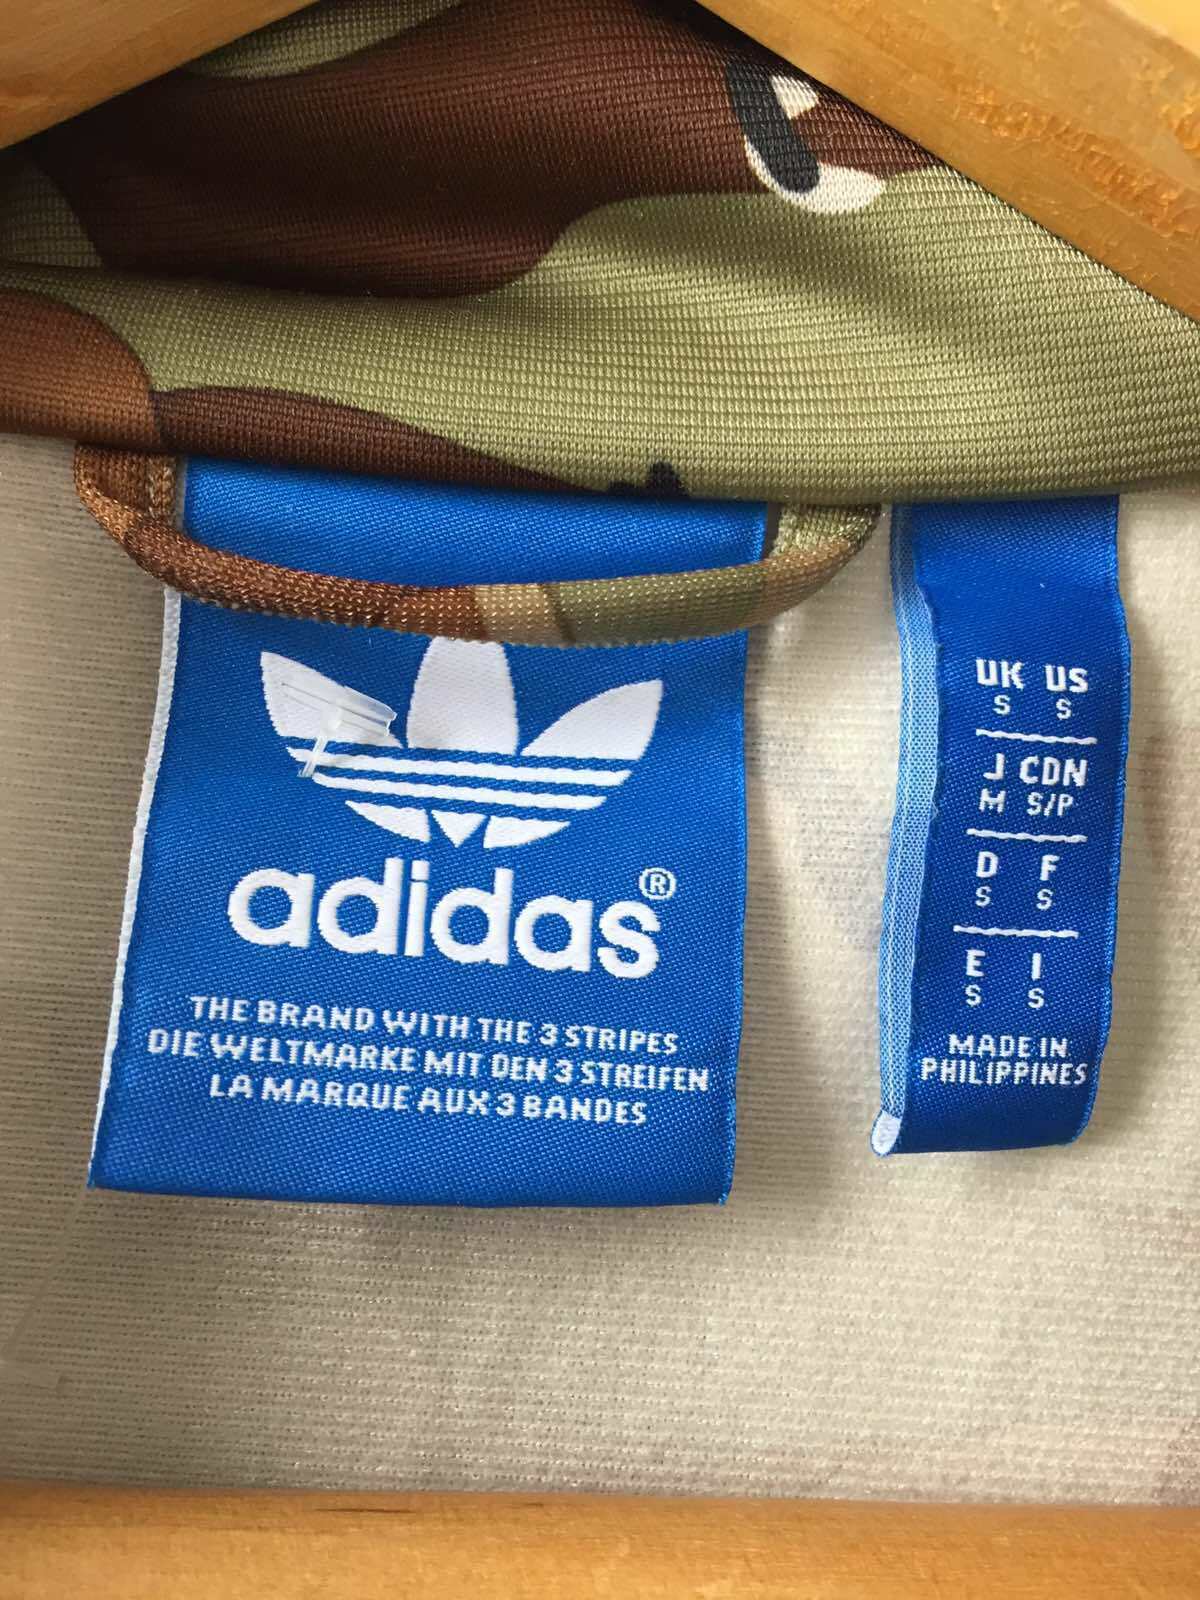 adidas®
THE BRAND WITH THE 3 STRIPES
DIE WELTMARKE MIT DEN 3 STREIFEN
LA MARQUE AUX 3 BANDES
UK US
S S
J CDN
M S/P
D F
S S
E I
S S
MADE IN
PHILIPPINES